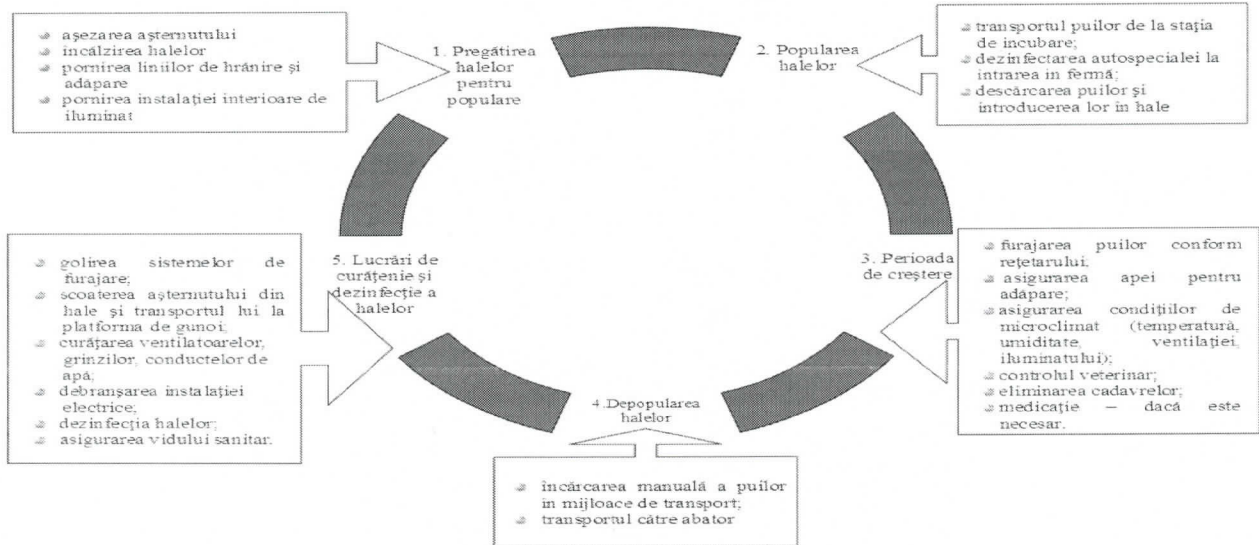 așezarea așternutului
incălzirea halelor
pornirea liniilor de hrănire și
adăpare
pornirea instalației interioare de
iluminat
1. Pregătirea
halelor
pentru
populare
2. Popularea
halelor
transportul puilor de la stația
de incubare;
dezinfectarea autospecialei la
intrarea in fermă;
descărcarea puilor și
introducerea lor in hale
3. Perioada
de creștere
furajarea puilor conform
rețetarului;
asigurarea apei pentru
adăpare;
asigurarea condițiilor de
microclimat (temperatură,
umiditate, ventilației,
iluminatului);
controlul veterinar;
eliminarea cadavrelor;
medicație – dacă este
necesar.
4.Depopularea
halelor
încărcarea manuală a puilor
in mijloace de transport;
transportul către abator
5. Lucrări de
curățenie și
dezinfecție a
halelor
golirea sistemelor de
furajare;
scoaterea așternutului din
hale și transportul lui la
platforma de gunoi;
curățarea ventilatoarelor,
grinzilor, conductelor de
apă;
debranșarea instalației
electrice;
dezinfecția halelor;
asigurarea vidului sanitar.